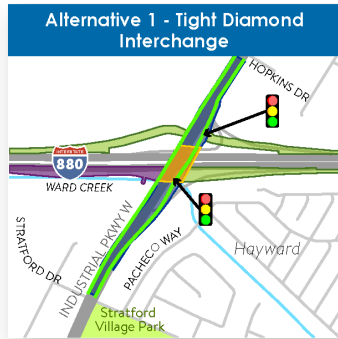 Alternative 1 - Tight Diamond
Interchange
HOPKINS DR
INTERSTATE
880
WARD CREEK
STRATFORD DR
INDUSTRIAL PKWY W
PACHECO WAY
Hayward
Stratford
Village Park